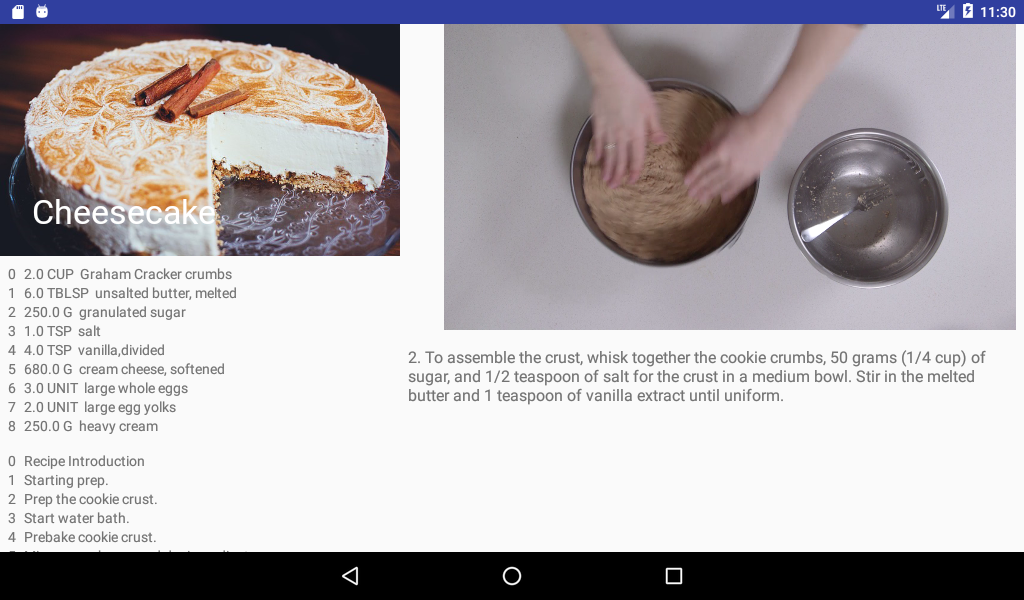 LTE 11:30
Cheesecake
0 2.0 CUP Graham Cracker crumbs
1 6.0 TBLSP unsalted butter, melted
2 250.0 G granulated sugar
3 1.0 TSP salt
4 4.0 TSP vanilla,divided
5 680.0 G cream cheese, softened
6 3.0 UNIT large whole eggs
7 2.0 UNIT large egg yolks
8 250.0 G heavy cream
0 Recipe Introduction
1 Starting prep.
2 Prep the cookie crust.
3 Start water bath.
4 Prebake cookie crust.
2. To assemble the crust, whisk together the cookie crumbs, 50 grams (1/4 cup) of
sugar, and 1/2 teaspoon of salt for the crust in a medium bowl. Stir in the melted
butter and 1 teaspoon of vanilla extract until uniform.